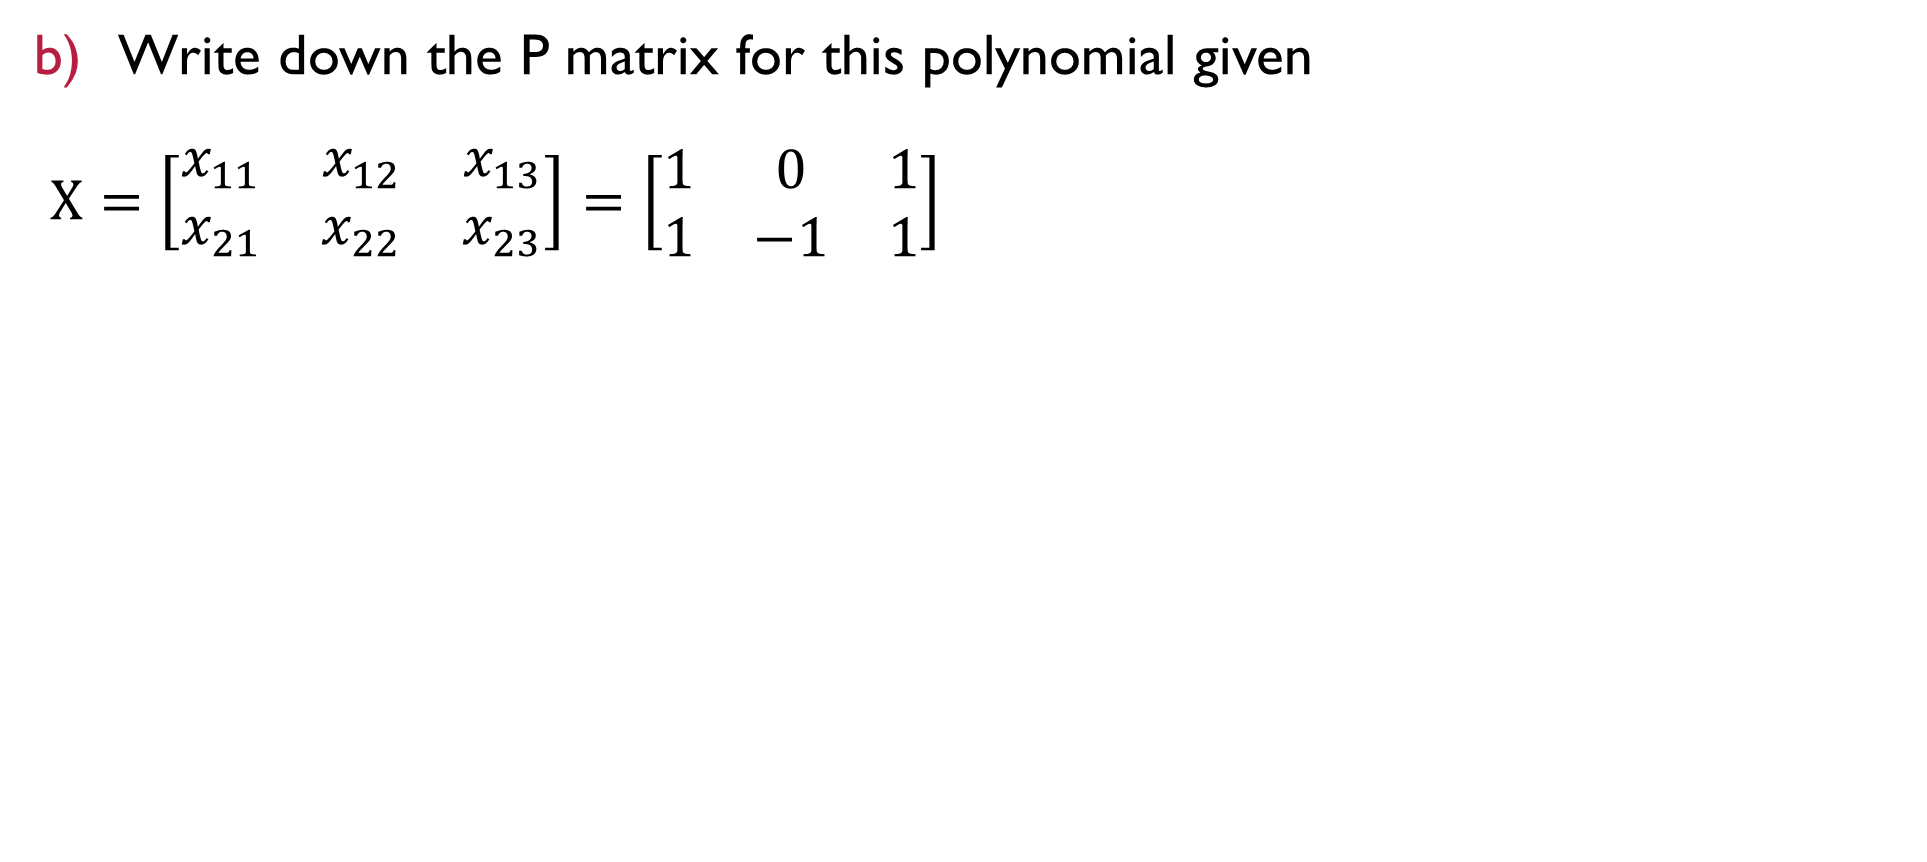 b) Write down the P matrix for this polynomial given
X = [x₁₁ x₁₂ x₁₃; x₂₁ x₂₂ x₂₃] = [1 0 1; 1 −1 1]